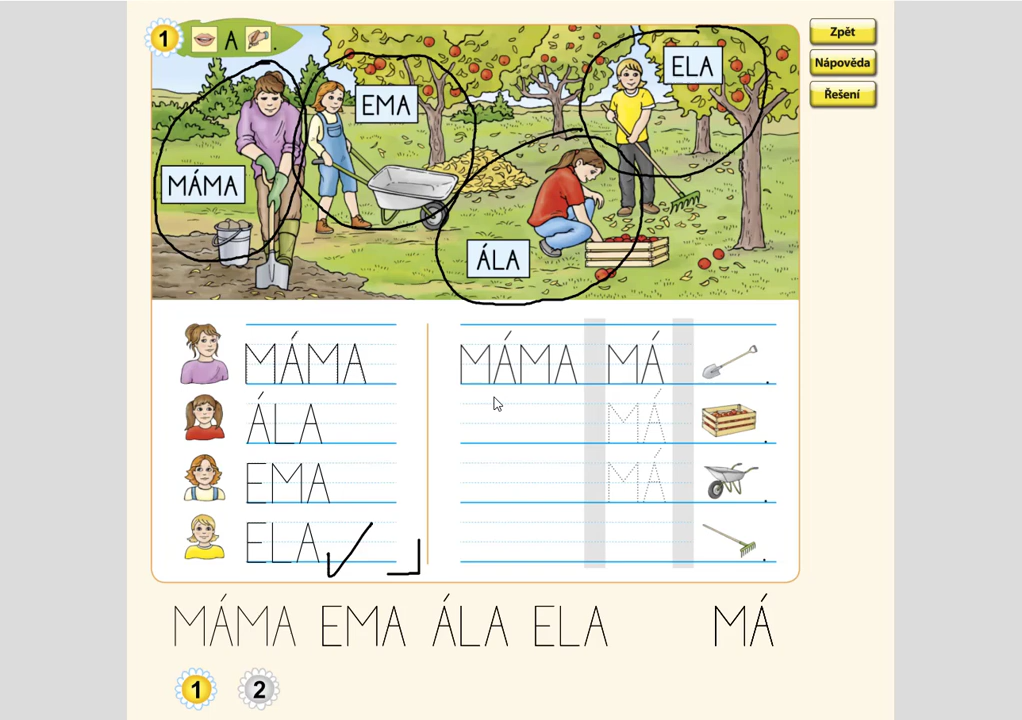 1 A .
Zpět
Nápověda
Řešení
ELA
EMA
MÁMA
ÁLA
MÁMA
MÁMA MÁ .
ÁLA
MÁ .
EMA
MÁ .
ELA
.
MÁMA EMA ÁLA ELA MÁ
1 2